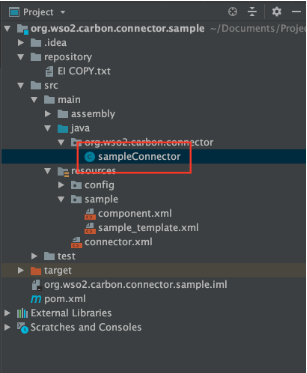 Project
org.wso2.carbon.connector.sample ~/Documents/Proje
.idea
repository
EI COPY.txt
src
main
assembly
java
org.wso2.carbon.connector
sampleConnector
resources
config
sample
component.xml
sample_template.xml
connector.xml
test
target
org.wso2.carbon.connector.sample.iml
pom.xml
External Libraries
Scratches and Consoles